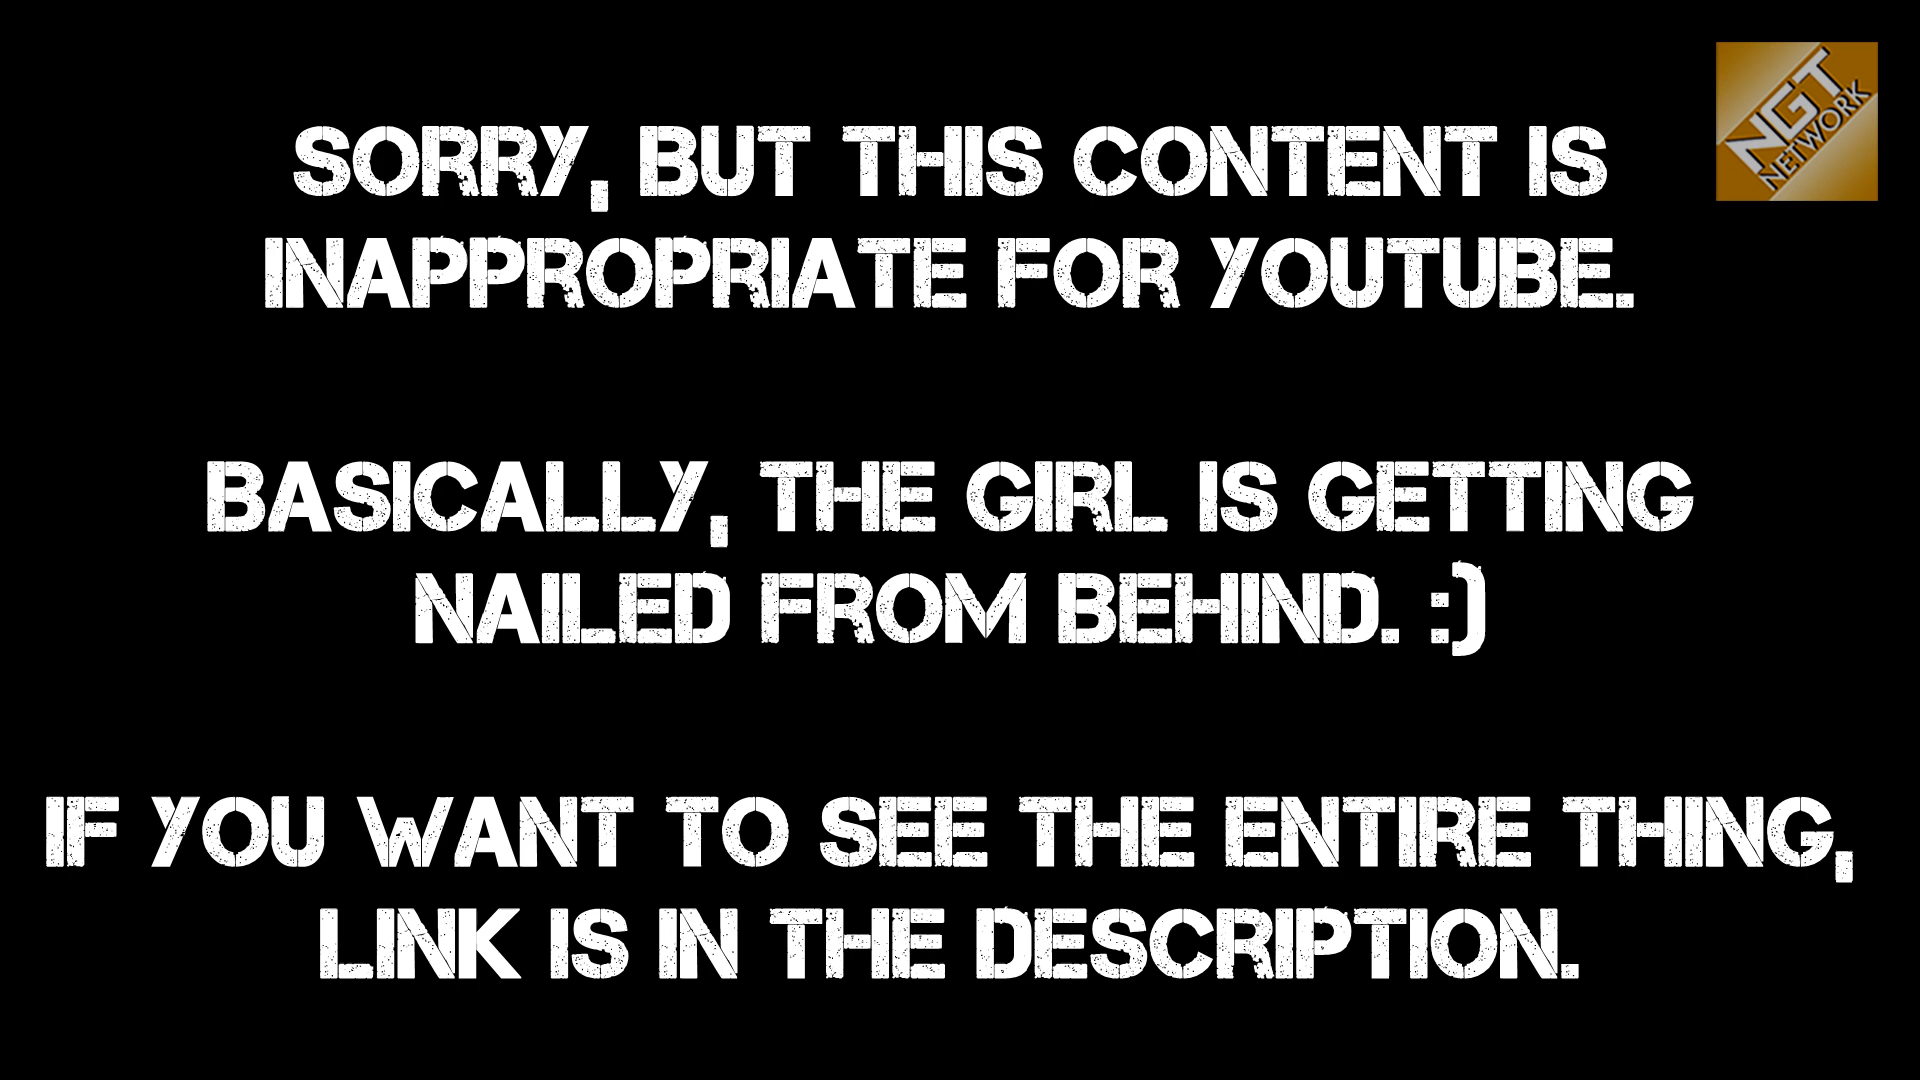 SORRY, BUT THIS CONTENT IS
INAPPROPRIATE FOR YOUTUBE.
BASICALLY, THE GIRL IS GETTING
NAILED FROM BEHIND. :)
IF YOU WANT TO SEE THE ENTIRE THING,
LINK IS IN THE DESCRIPTION.
NGT
NETWORK